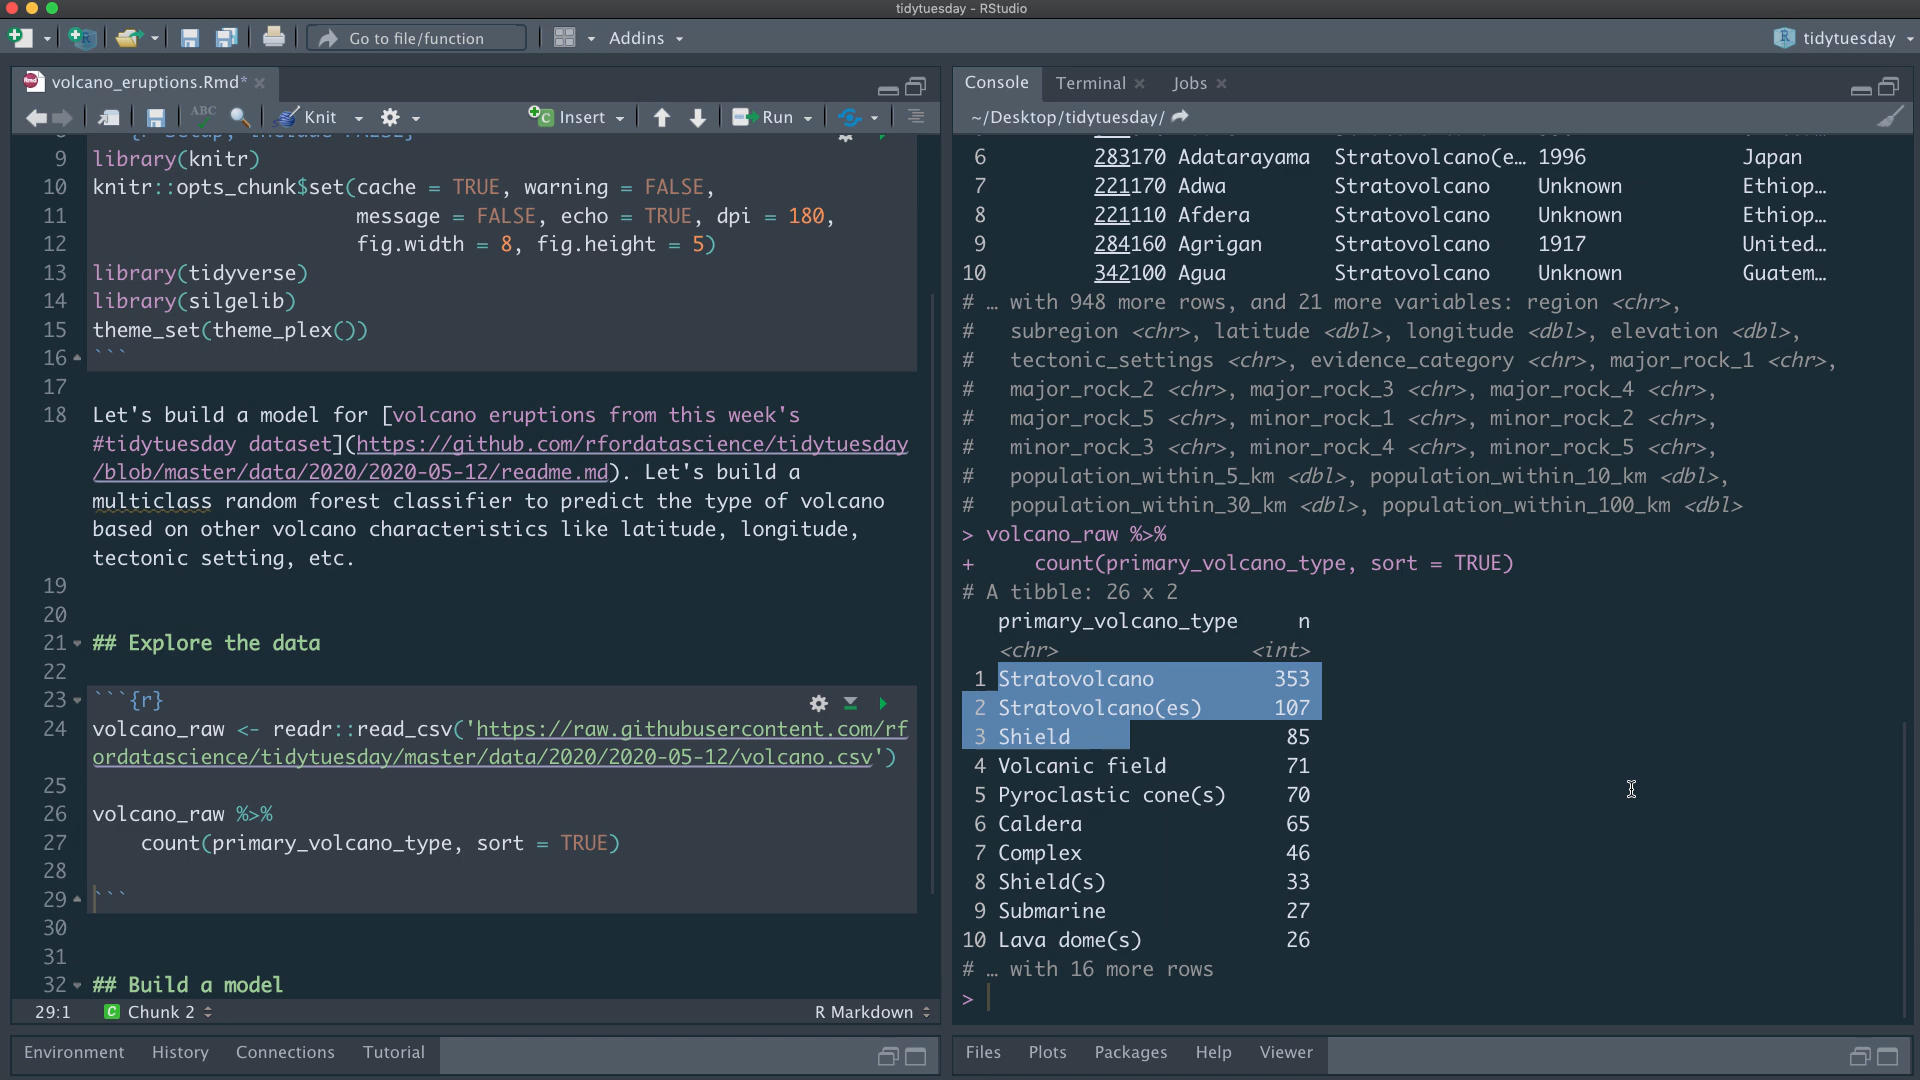 tidytuesday - RStudio
Go to file/function
Addins
tidytuesday
volcano_eruptions.Rmd*
ABC
Knit
Insert
Run
9 library(knitr)
10 knitr::opts_chunk$set(cache = TRUE, warning = FALSE,
11 message = FALSE, echo = TRUE, dpi = 180,
12 fig.width = 8, fig.height = 5)
13 library(tidyverse)
14 library(silgelib)
15 theme_set(theme_plex())
16 ```
17
18 Let's build a model for [volcano eruptions from this week's
#tidytuesday dataset](https://github.com/rfordatascience/tidytuesday
/blob/master/data/2020/2020-05-12/readme.md). Let's build a
multiclass random forest classifier to predict the type of volcano
based on other volcano characteristics like latitude, longitude,
tectonic setting, etc.
19
20
21 ## Explore the data
22
23 ```{r}
24 volcano_raw <- readr::read_csv('https://raw.githubusercontent.com/rf
ordatascience/tidytuesday/master/data/2020/2020-05-12/volcano.csv')
25
26 volcano_raw %>%
27 count(primary_volcano_type, sort = TRUE)
28
29 ```
30
31
32 ## Build a model
29:1 Chunk 2 R Markdown
Environment History Connections Tutorial
Console Terminal Jobs
~/Desktop/tidytuesday/
6 283170 Adatarayama Stratovolcano(e… 1996 Japan
7 221170 Adwa Stratovolcano Unknown Ethiop…
8 221110 Afdera Stratovolcano Unknown Ethiop…
9 284160 Agrigan Stratovolcano 1917 United…
10 342100 Agua Stratovolcano Unknown Guatem…
# … with 948 more rows, and 21 more variables: region <chr>,
# subregion <chr>, latitude <dbl>, longitude <dbl>, elevation <dbl>,
# tectonic_settings <chr>, evidence_category <chr>, major_rock_1 <chr>,
# major_rock_2 <chr>, major_rock_3 <chr>, major_rock_4 <chr>,
# major_rock_5 <chr>, minor_rock_1 <chr>, minor_rock_2 <chr>,
# minor_rock_3 <chr>, minor_rock_4 <chr>, minor_rock_5 <chr>,
# population_within_5_km <dbl>, population_within_10_km <dbl>,
# population_within_30_km <dbl>, population_within_100_km <dbl>
> volcano_raw %>%
+ count(primary_volcano_type, sort = TRUE)
# A tibble: 26 x 2
primary_volcano_type n
<chr> <int>
1 Stratovolcano 353
2 Stratovolcano(es) 107
3 Shield 85
4 Volcanic field 71
5 Pyroclastic cone(s) 70
6 Caldera 65
7 Complex 46
8 Shield(s) 33
9 Submarine 27
10 Lava dome(s) 26
# … with 16 more rows
>
Files Plots Packages Help Viewer